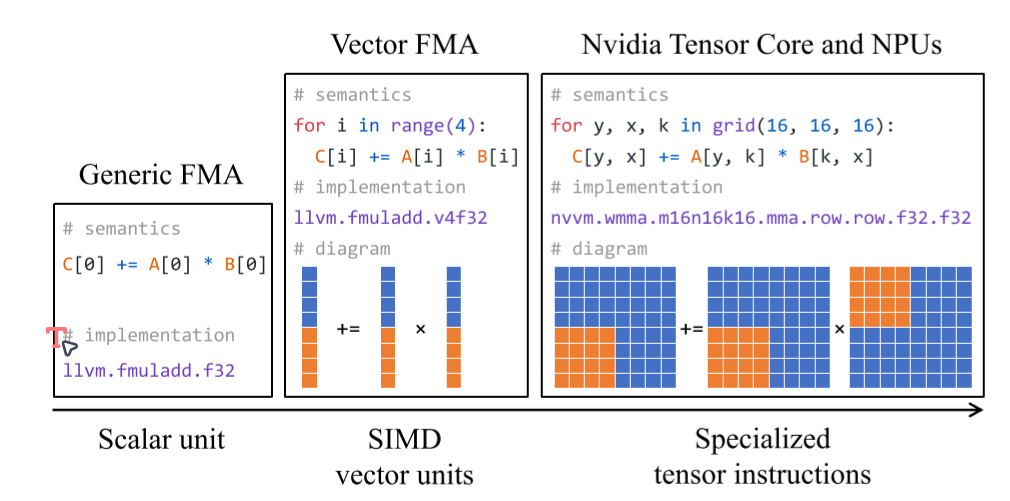 Vector FMA
Nvidia Tensor Core and NPUs
Generic FMA
# semantics
C[0] += A[0] * B[0]
# implementation
llvm.fmuladd.f32
T
# semantics
for i in range(4):
C[i] += A[i] * B[i]
# implementation
llvm.fmuladd.v4f32
# diagram
+= ×
# semantics
for y, x, k in grid(16, 16, 16):
C[y, x] += A[y, k] * B[k, x]
# implementation
nvvm.wmma.m16n16k16.mma.row.row.f32.f32
# diagram
+= ×
Scalar unit
SIMD
vector units
Specialized
tensor instructions